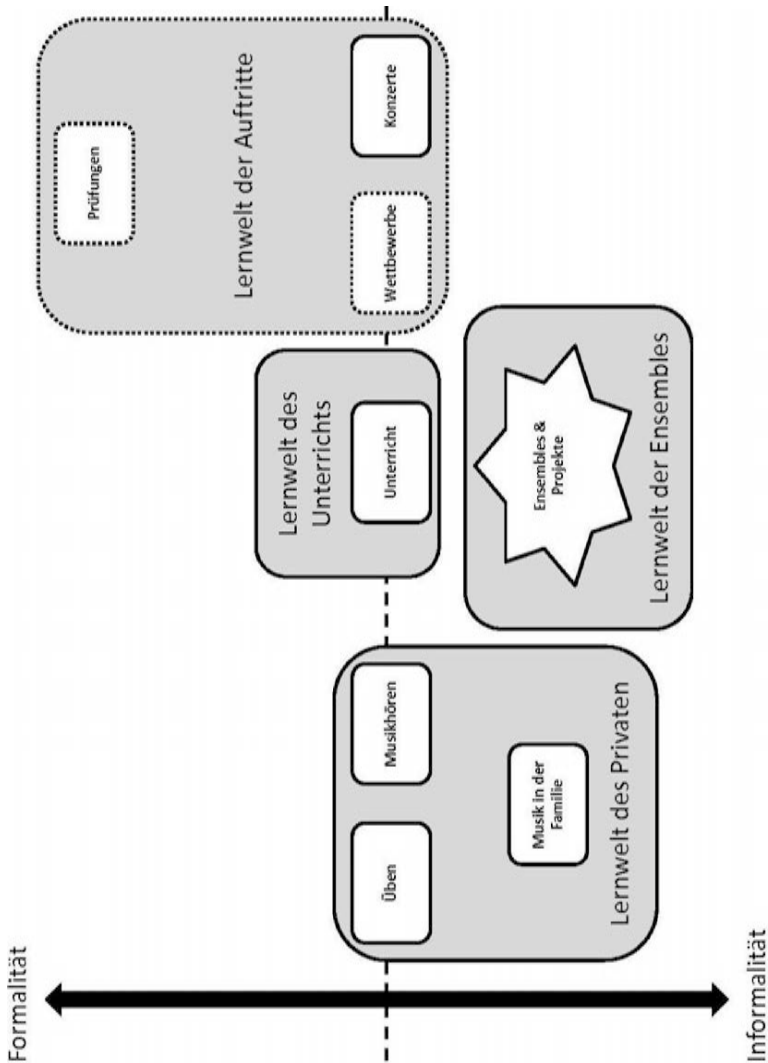 Formalität
Informalität
Üben
Musikhören
Musik in der
Familie
Lernwelt des Privaten
Lernwelt des
Unterrichts
Unterricht
Ensembles &
Projekte
Lernwelt der Ensembles
Prüfungen
Lernwelt der Auftritte
Wettbewerbe
Konzerte